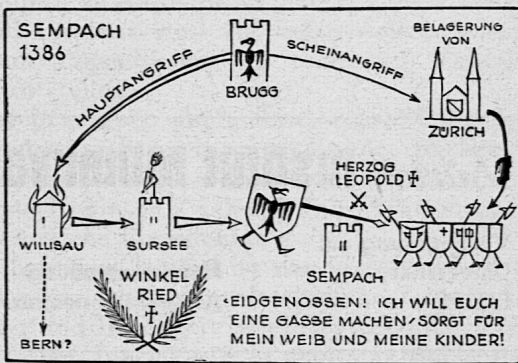 SEMPACH
1386
HAUPTANGRIFF
BRUGG
SCHEINANGRIFF
BELAGERUNG
VON
ZÜRICH
WILLISAU
SURSEE
HERZOG
LEOPOLD
SEMPACH
BERN?
WINKEL
RIED
‹EIDGENOSSEN! ICH WILL EUCH
EINE GASSE MACHEN, SORGT FÜR
MEIN WEIB UND MEINE KINDER!